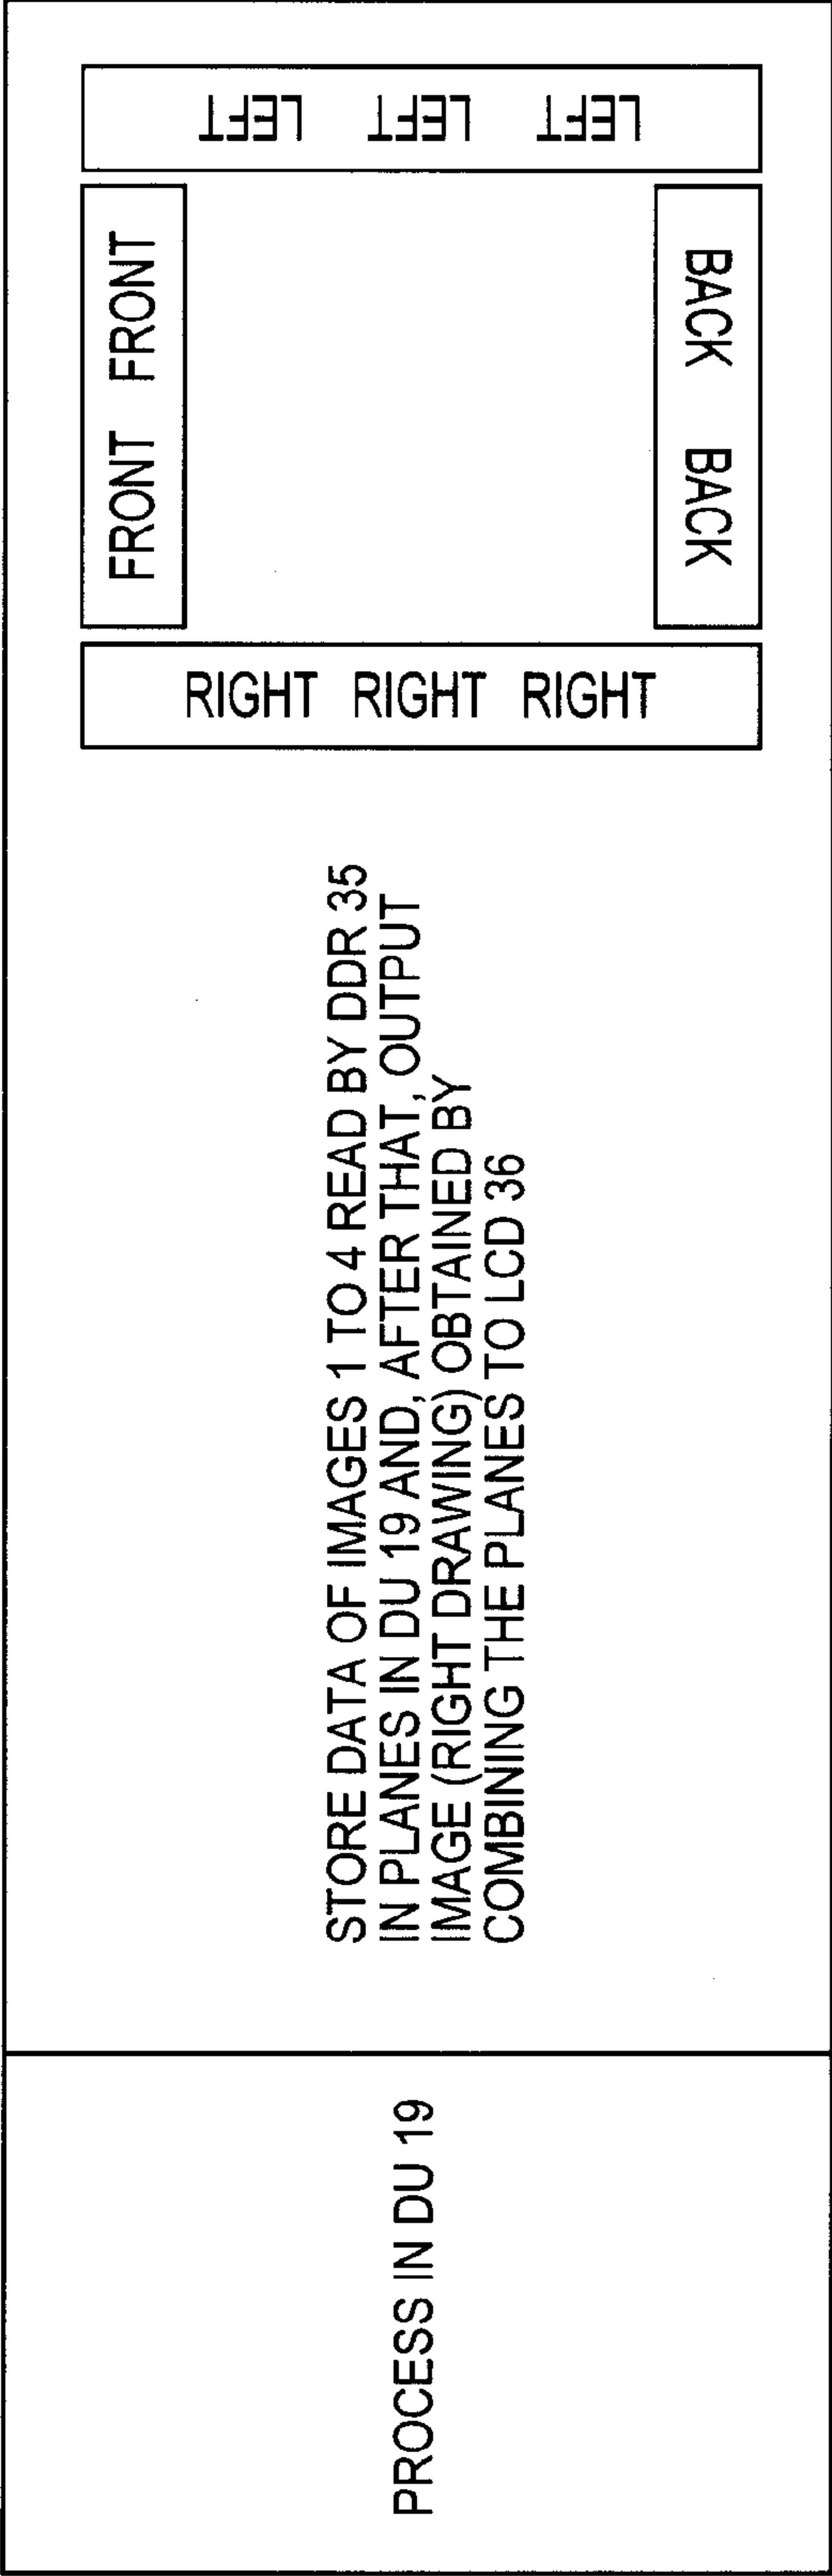 PROCESS IN DU 19
STORE DATA OF IMAGES 1 TO 4 READ BY DDR 35
IN PLANES IN DU 19 AND, AFTER THAT, OUTPUT
IMAGE (RIGHT DRAWING) OBTAINED BY
COMBINING THE PLANES TO LCD 36
FRONT FRONT
RIGHT RIGHT RIGHT
LEFT LEFT LEFT
BACK BACK